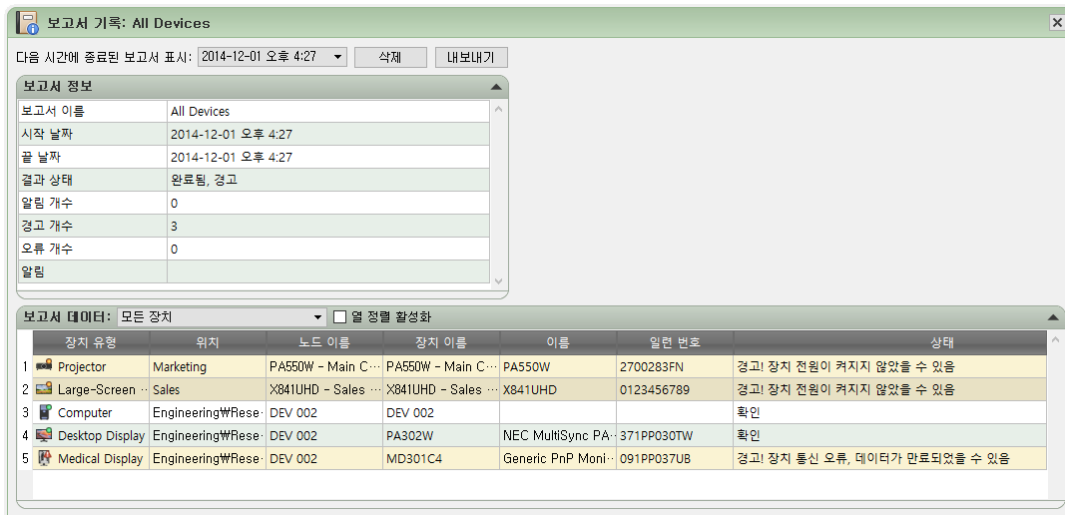 보고서 기록: All Devices
다음 시간에 종료된 보고서 표시: 2014-12-01 오후 4:27 삭제 내보내기
보고서 정보
보고서 이름 All Devices
시작 날짜 2014-12-01 오후 4:27
끝 날짜 2014-12-01 오후 4:27
결과 상태 완료됨, 경고
알림 개수 0
경고 개수 3
오류 개수 0
알림
보고서 데이터: 모든 장치 열 정렬 활성화
장치 유형 위치 노드 이름 장치 이름 이름 일련 번호 상태
1 Projector Marketing PA550W - Main C··· PA550W - Main C··· PA550W 2700283FN 경고! 장치 전원이 켜지지 않았을 수 있음
2 Large-Screen ··· Sales X841UHD - Sales ··· X841UHD - Sales ··· X841UHD 0123456789 경고! 장치 전원이 켜지지 않았을 수 있음
3 Computer Engineering₩Rese· DEV 002 DEV 002 확인
4 Desktop Display Engineering₩Rese· DEV 002 PA302W NEC MultiSync PA·· 371PP030TW 확인
5 Medical Display Engineering₩Rese· DEV 002 MD301C4 Generic PnP Moni·· 091PP037UB 경고! 장치 통신 오류, 데이터가 만료되었을 수 있음